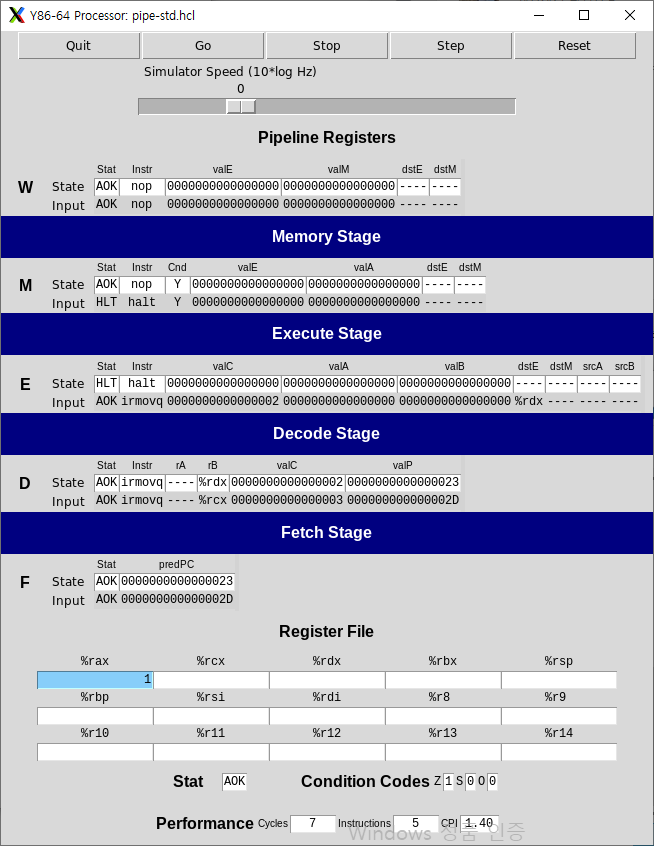 Y86-64 Processor: pipe-std.hcl
Quit Go Stop Step Reset
Simulator Speed (10*log Hz)
0
Pipeline Registers
Stat Instr valE valM dstE dstM
W State AOK nop 0000000000000000 0000000000000000 ---- ----
Input AOK nop 0000000000000000 0000000000000000 ---- ----
Memory Stage
Stat Instr Cnd valE valA dstE dstM
M State AOK nop Y 0000000000000000 0000000000000000 ---- ----
Input HLT halt Y 0000000000000000 0000000000000000 ---- ----
Execute Stage
Stat Instr valC valA valB dstE dstM srcA srcB
E State HLT halt 0000000000000000 0000000000000000 0000000000000000 ---- ---- ---- ----
Input AOK irmovq 0000000000000002 0000000000000000 0000000000000000 %rdx ---- ---- ----
Decode Stage
Stat Instr rA rB valC valP
D State AOK irmovq ---- %rdx 0000000000000002 0000000000000023
Input AOK irmovq ---- %rcx 0000000000000003 000000000000002D
Fetch Stage
Stat predPC
F State AOK 0000000000000023
Input AOK 000000000000002D
Register File
%rax %rcx %rdx %rbx %rsp
1
%rbp %rsi %rdi %r8 %r9
%r10 %r11 %r12 %r13 %r14
Stat AOK Condition Codes Z 1 S 0 O 0
Performance Cycles 7 Instructions 5 CPI 1.40
Windows 정품 인증